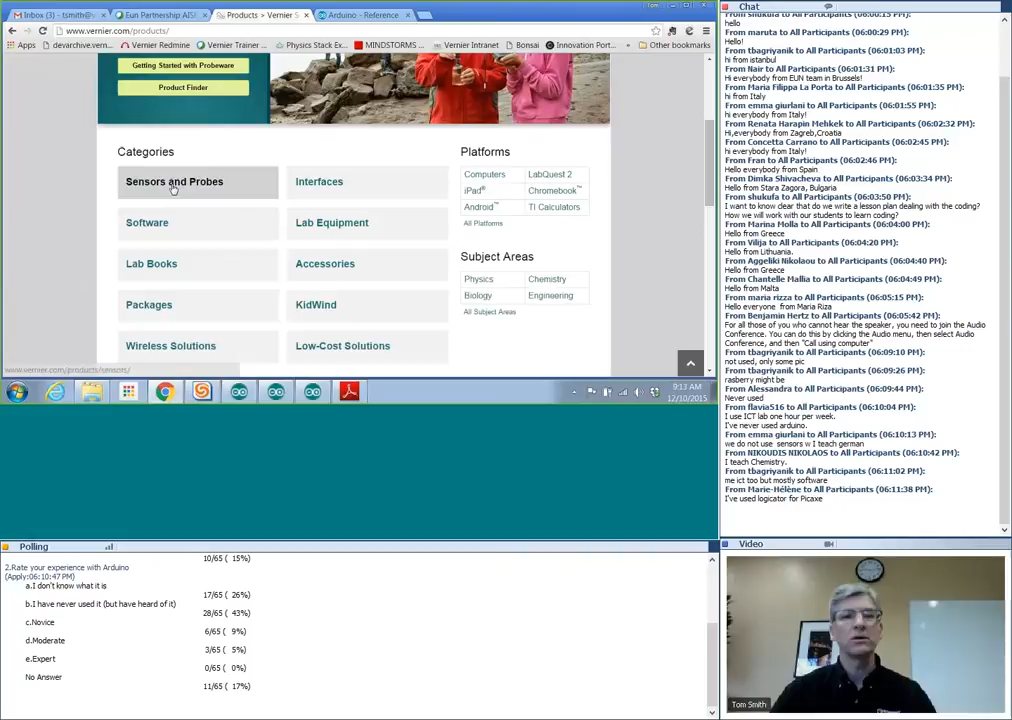 Inbox (3) - tsmith@v
Eun Partnership AISH
Products > Vernier S
Arduino - Reference
Tom
www.vernier.com/products/
Apps
devarchive.vern...
Vernier Redmine
Vernier Trainer ...
Physics Stack Ex...
MINDSTORMS ...
Vernier Intranet
Bonsai
Innovation Port...
»
Other bookmarks
Getting Started with Probeware
Product Finder
Categories
Sensors and Probes
Interfaces
Software
Lab Equipment
Lab Books
Accessories
Packages
KidWind
Wireless Solutions
Low-Cost Solutions
Platforms
Computers
LabQuest 2
iPad®
Chromebook™
Android™
TI Calculators
All Platforms
Subject Areas
Physics
Chemistry
Biology
Engineering
All Subject Areas
www.vernier.com/products/sensors/
9:13 AM
12/10/2015
Chat
From shukufa to All Participants (06:00:15 PM):
hello
From maruta to All Participants (06:00:29 PM):
Hello!
From tbagriyanik to All Participants (06:01:03 PM):
hi from istanbul
From Nair to All Participants (06:01:31 PM):
Hi everybody from EUN team in Brussels!
From Maria Filippa La Porta to All Participants (06:01:35 PM):
hi from Italy
From emma giurlani to All Participants (06:01:55 PM):
hi everybody from Italy!
From Renata Harapin Mehkek to All Participants (06:02:32 PM):
Hi,everybody from Zagreb,Croatia
From Concetta Carrano to All Participants (06:02:45 PM):
hi everybody from Italy!
From Fran to All Participants (06:02:46 PM):
Hello everybody from Spain
From Dimka Shivacheva to All Participants (06:03:34 PM):
Hello from Stara Zagora, Bulgaria
From shukufa to All Participants (06:03:50 PM):
I want to know clear that do we write a lesson plan dealing with the coding?
How we will work with our students to learn coding?
From Marina Molla to All Participants (06:04:00 PM):
Hello from Greece
From Vilija to All Participants (06:04:20 PM):
Hello from Lithuania.
From Aggeliki Nikolaou to All Participants (06:04:40 PM):
Hello from Greece
From Chantelle Mallia to All Participants (06:04:49 PM):
Hello from Malta
From maria rizza to All Participants (06:05:15 PM):
Hello everyone from Maria Riza
From Benjamin Hertz to All Participants (06:05:42 PM):
For all those of you who cannot hear the speaker, you need to join the Audio
Conference. You can do this by clicking the Audio menu, then select Audio
Conference, and then "Call using computer"
From tbagriyanik to All Participants (06:09:10 PM):
not used, only some pic
From tbagriyanik to All Participants (06:09:26 PM):
rasberry might be
From Alessandra to All Participants (06:09:44 PM):
Never used
From flavia516 to All Participants (06:10:04 PM):
I use ICT lab one hour per week.
I've never used arduino.
From emma giurlani to All Participants (06:10:13 PM):
we do not use sensors w I teach german
From NIKOUDIS NIKOLAOS to All Participants (06:10:42 PM):
I teach Chemistry.
From tbagriyanik to All Participants (06:11:02 PM):
me ict too but mostly software
From Marie-Hélène to All Participants (06:11:38 PM):
I've used logicator for Picaxe
Polling
10/65 ( 15%)
2.Rate your experience with Arduino
(Apply:06:10:47 PM)
a.I don't know what it is
17/65 ( 26%)
b.I have never used it (but have heard of it)
28/65 ( 43%)
c.Novice
6/65 ( 9%)
d.Moderate
3/65 ( 5%)
e.Expert
0/65 ( 0%)
No Answer
11/65 ( 17%)
Video
Tom Smith